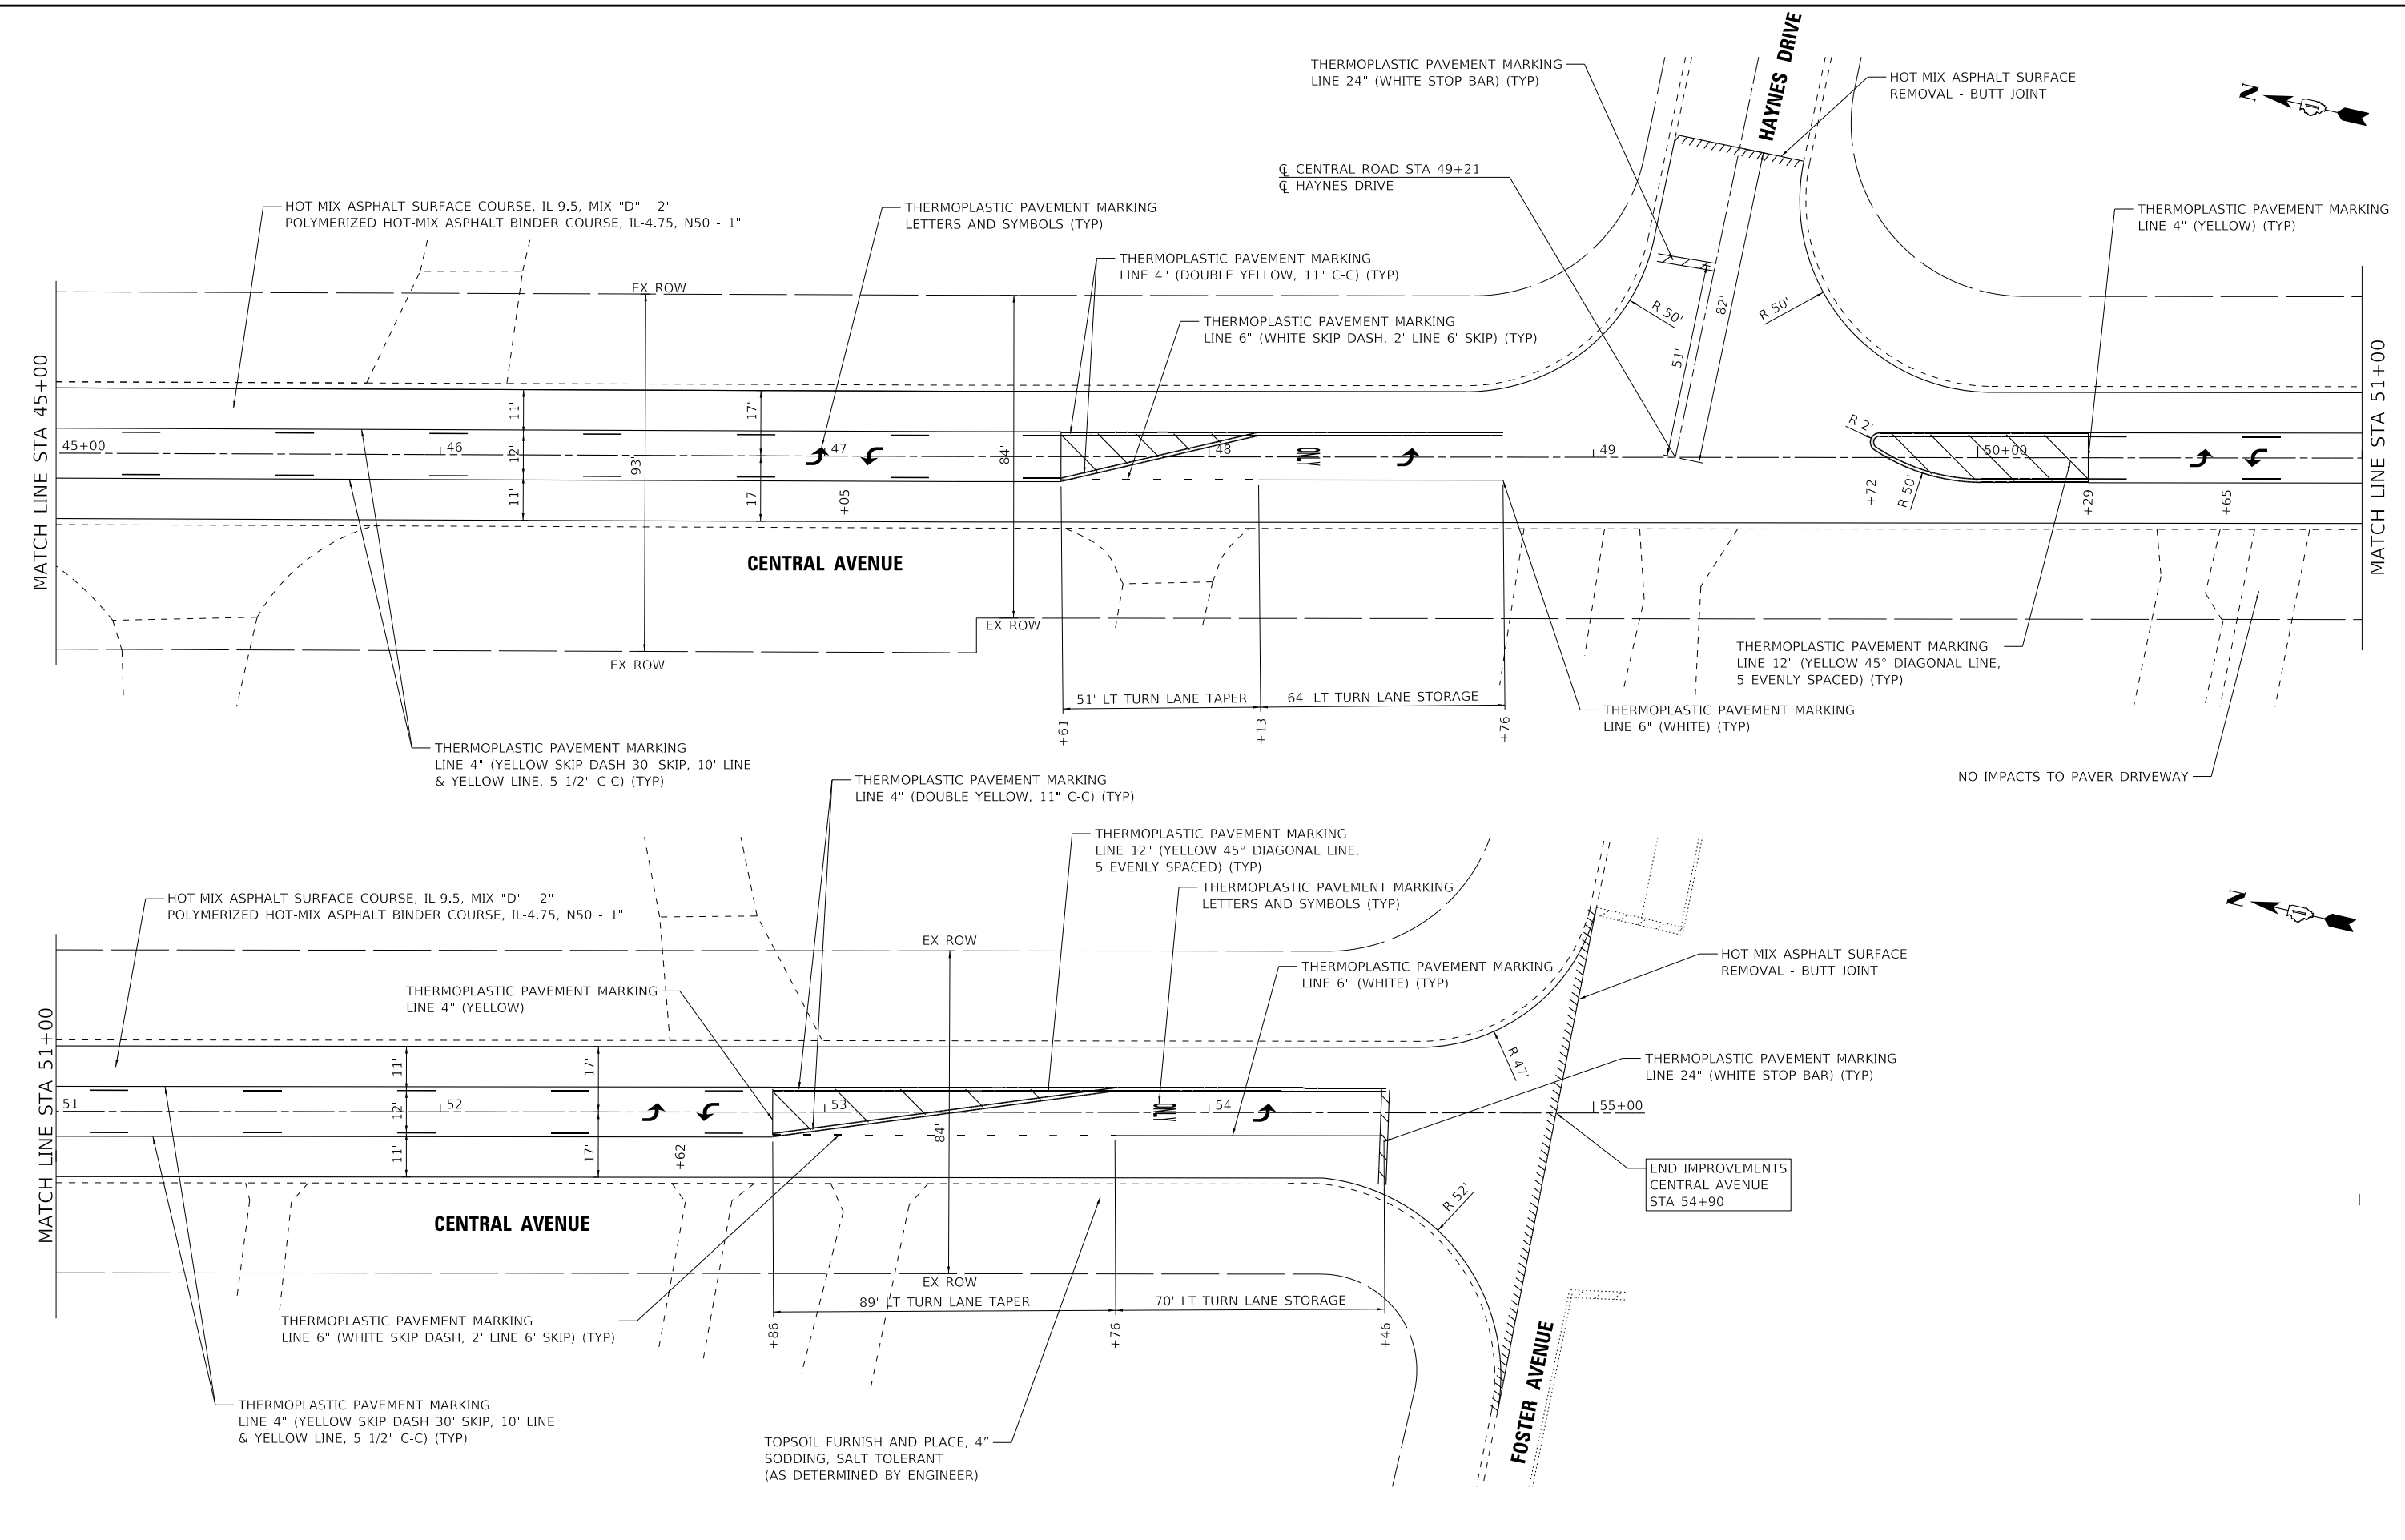 HAYNES DRIVE
THERMOPLASTIC PAVEMENT MARKING
LINE 24" (WHITE STOP BAR) (TYP)
HOT-MIX ASPHALT SURFACE
REMOVAL - BUTT JOINT
N
1
℄ CENTRAL ROAD STA 49+21
℄ HAYNES DRIVE
HOT-MIX ASPHALT SURFACE COURSE, IL-9.5, MIX "D" - 2"
POLYMERIZED HOT-MIX ASPHALT BINDER COURSE, IL-4.75, N50 - 1"
THERMOPLASTIC PAVEMENT MARKING
LETTERS AND SYMBOLS (TYP)
THERMOPLASTIC PAVEMENT MARKING
LINE 4" (YELLOW) (TYP)
THERMOPLASTIC PAVEMENT MARKING
LINE 4'' (DOUBLE YELLOW, 11" C-C) (TYP)
EX ROW
THERMOPLASTIC PAVEMENT MARKING
LINE 6" (WHITE SKIP DASH, 2' LINE 6' SKIP) (TYP)
R 50'
82'
R 50'
51'
MATCH LINE STA 45+00
MATCH LINE STA 51+00
11'
17'
R 2'
45+00
46
12'
93'
47
84'
48
ONLY
49
50+00
11'
17'
+05
+72
R 50'
+29
+65
CENTRAL AVENUE
EX ROW
EX ROW
THERMOPLASTIC PAVEMENT MARKING
LINE 12" (YELLOW 45° DIAGONAL LINE,
5 EVENLY SPACED) (TYP)
51' LT TURN LANE TAPER
64' LT TURN LANE STORAGE
+61
+13
+76
THERMOPLASTIC PAVEMENT MARKING
LINE 6" (WHITE) (TYP)
THERMOPLASTIC PAVEMENT MARKING
LINE 4" (YELLOW SKIP DASH 30' SKIP, 10' LINE
& YELLOW LINE, 5 1/2" C-C) (TYP)
NO IMPACTS TO PAVER DRIVEWAY
THERMOPLASTIC PAVEMENT MARKING
LINE 4" (DOUBLE YELLOW, 11" C-C) (TYP)
THERMOPLASTIC PAVEMENT MARKING
LINE 12" (YELLOW 45° DIAGONAL LINE,
5 EVENLY SPACED) (TYP)
THERMOPLASTIC PAVEMENT MARKING
LETTERS AND SYMBOLS (TYP)
N
1
HOT-MIX ASPHALT SURFACE COURSE, IL-9.5, MIX "D" - 2"
POLYMERIZED HOT-MIX ASPHALT BINDER COURSE, IL-4.75, N50 - 1"
EX ROW
HOT-MIX ASPHALT SURFACE
REMOVAL - BUTT JOINT
THERMOPLASTIC PAVEMENT MARKING
LINE 6" (WHITE) (TYP)
THERMOPLASTIC PAVEMENT MARKING
LINE 4" (YELLOW)
MATCH LINE STA 51+00
11'
17'
R 47'
THERMOPLASTIC PAVEMENT MARKING
LINE 24" (WHITE STOP BAR) (TYP)
51
12'
52
53
84'
ONLY
54
55+00
11'
17'
+62
END IMPROVEMENTS
CENTRAL AVENUE
STA 54+90
R 52'
CENTRAL AVENUE
EX ROW
89' LT TURN LANE TAPER
70' LT TURN LANE STORAGE
+86
+76
+46
THERMOPLASTIC PAVEMENT MARKING
LINE 6" (WHITE SKIP DASH, 2' LINE 6' SKIP) (TYP)
FOSTER AVENUE
THERMOPLASTIC PAVEMENT MARKING
LINE 4" (YELLOW SKIP DASH 30' SKIP, 10' LINE
& YELLOW LINE, 5 1/2" C-C) (TYP)
TOPSOIL FURNISH AND PLACE, 4"
SODDING, SALT TOLERANT
(AS DETERMINED BY ENGINEER)